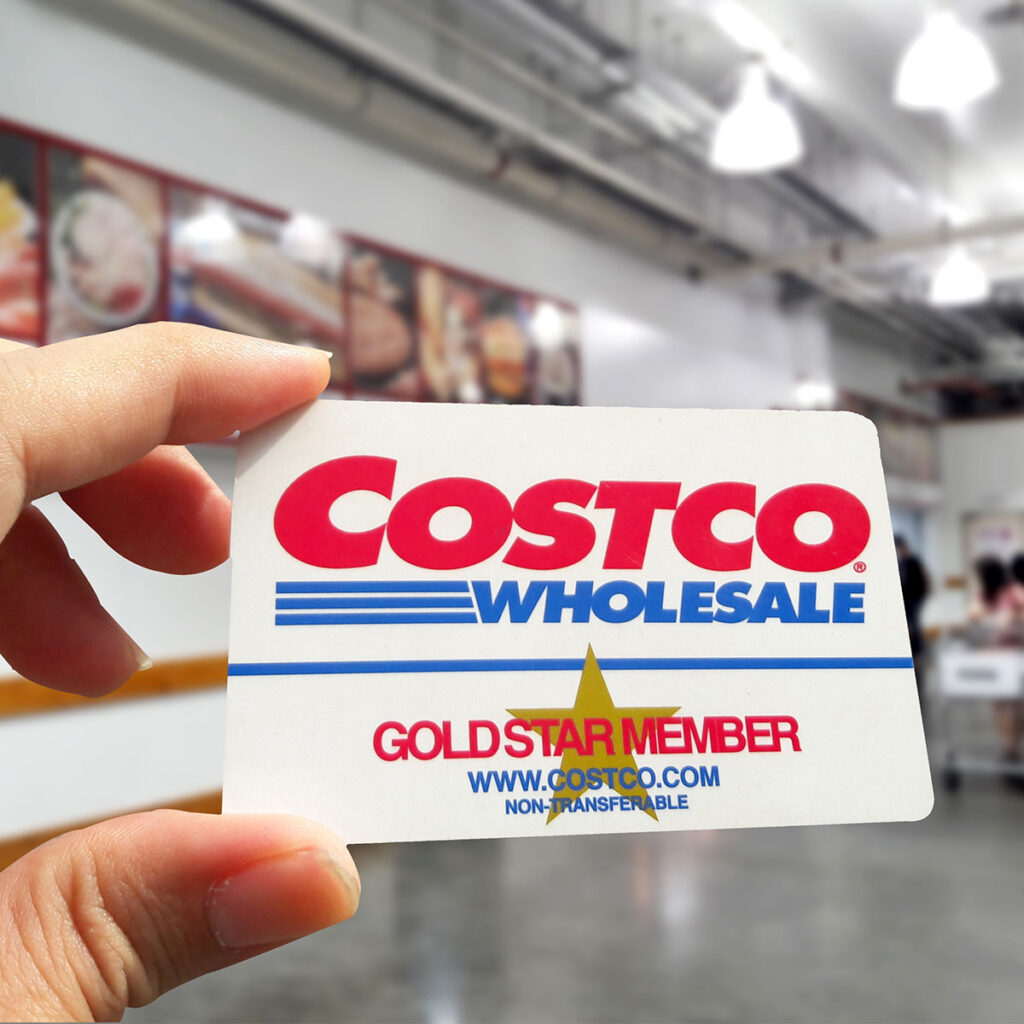 COSTCO®
WHOLESALE
GOLD STAR MEMBER
WWW.COSTCO.COM
NON-TRANSFERABLE